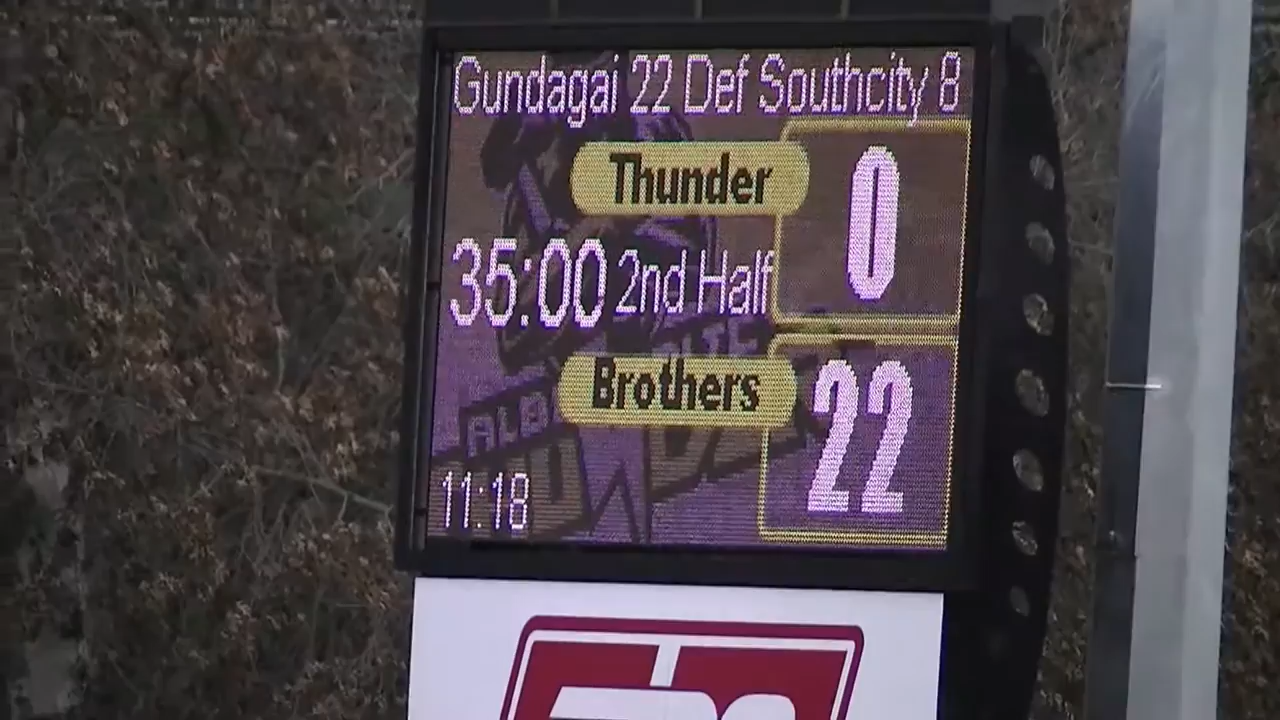 Gundagai 22 Def Southcity 8
Thunder
0
35:00 2nd Half
Brothers
22
11:18